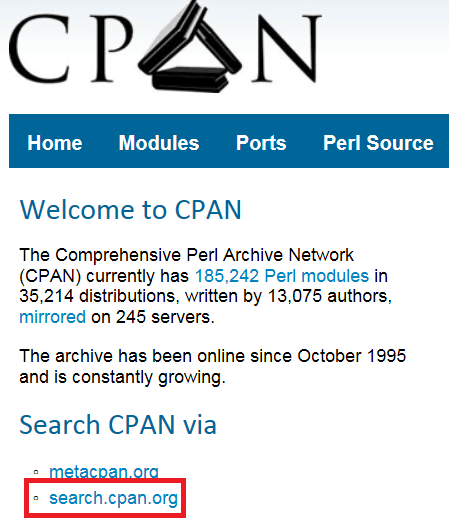 CPAN
Home Modules Ports Perl Source
Welcome to CPAN
The Comprehensive Perl Archive Network
(CPAN) currently has 185,242 Perl modules in
35,214 distributions, written by 13,075 authors,
mirrored on 245 servers.
The archive has been online since October 1995
and is constantly growing.
Search CPAN via
metacpan.org
search.cpan.org